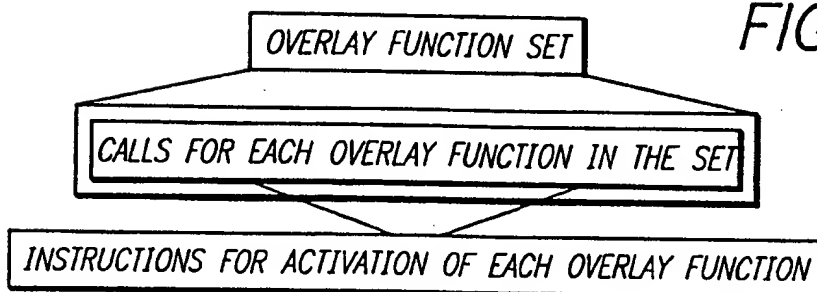 FIG
OVERLAY FUNCTION SET
CALLS FOR EACH OVERLAY FUNCTION IN THE SET
INSTRUCTIONS FOR ACTIVATION OF EACH OVERLAY FUNCTION